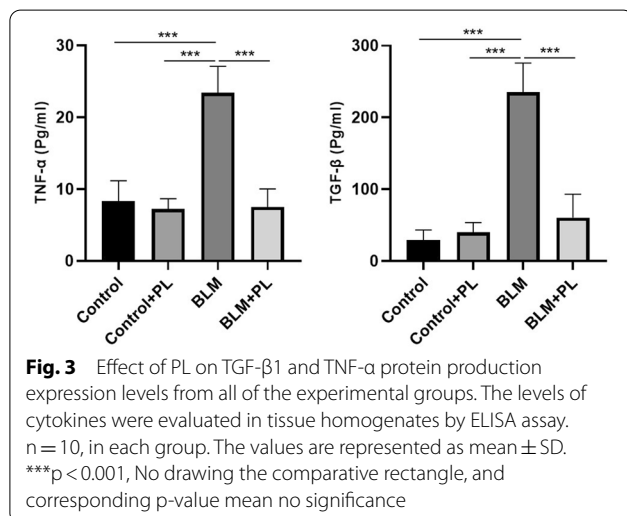 ***
*** ***
30
20
10
0
TNF-α (Pg/ml)
Control
Control+PL
BLM
BLM+PL
***
*** ***
300
200
100
0
TGF-β (Pg/ml)
Control
Control+PL
BLM
BLM+PL
Fig. 3 Effect of PL on TGF-β1 and TNF-α protein production
expression levels from all of the experimental groups. The levels of
cytokines were evaluated in tissue homogenates by ELISA assay.
n = 10, in each group. The values are represented as mean ± SD.
***p < 0.001, No drawing the comparative rectangle, and
corresponding p-value mean no significance